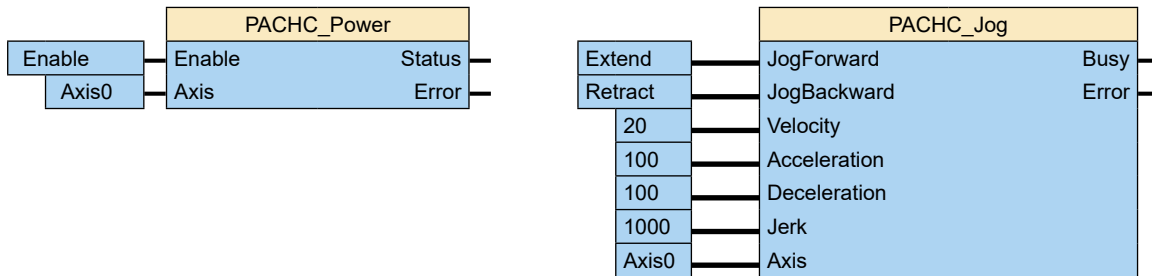 PACHC_Power
Enable Enable Status
Axis0 Axis Error
PACHC_Jog
Extend JogForward Busy
Retract JogBackward Error
20 Velocity
100 Acceleration
100 Deceleration
1000 Jerk
Axis0 Axis